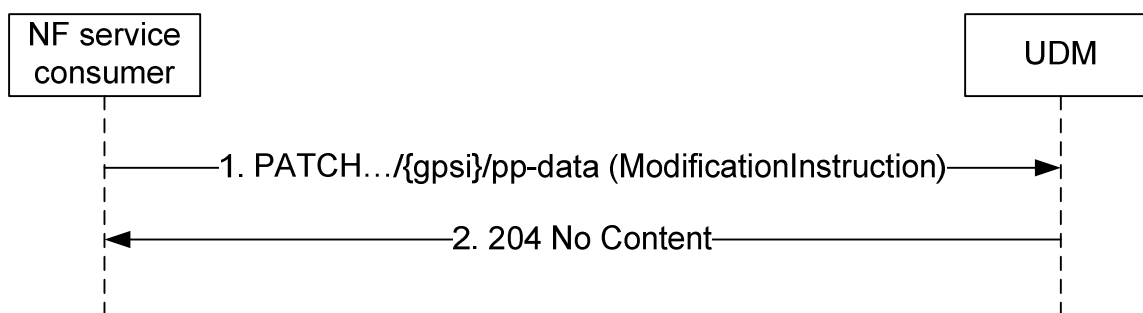 NF service
consumer
UDM
1. PATCH…/{gpsi}/pp-data (ModificationInstruction)
2. 204 No Content